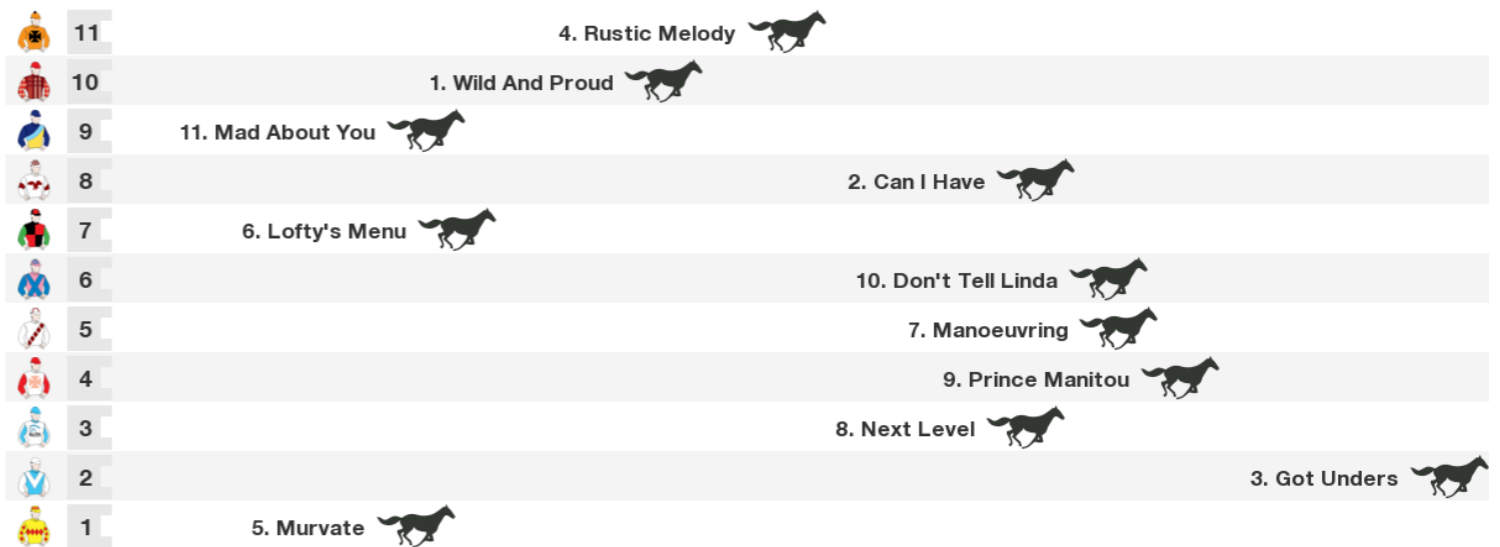 11 4. Rustic Melody
10 1. Wild And Proud
9 11. Mad About You
8 2. Can I Have
7 6. Lofty's Menu
6 10. Don't Tell Linda
5 7. Manoeuvring
4 9. Prince Manitou
3 8. Next Level
2 3. Got Unders
1 5. Murvate